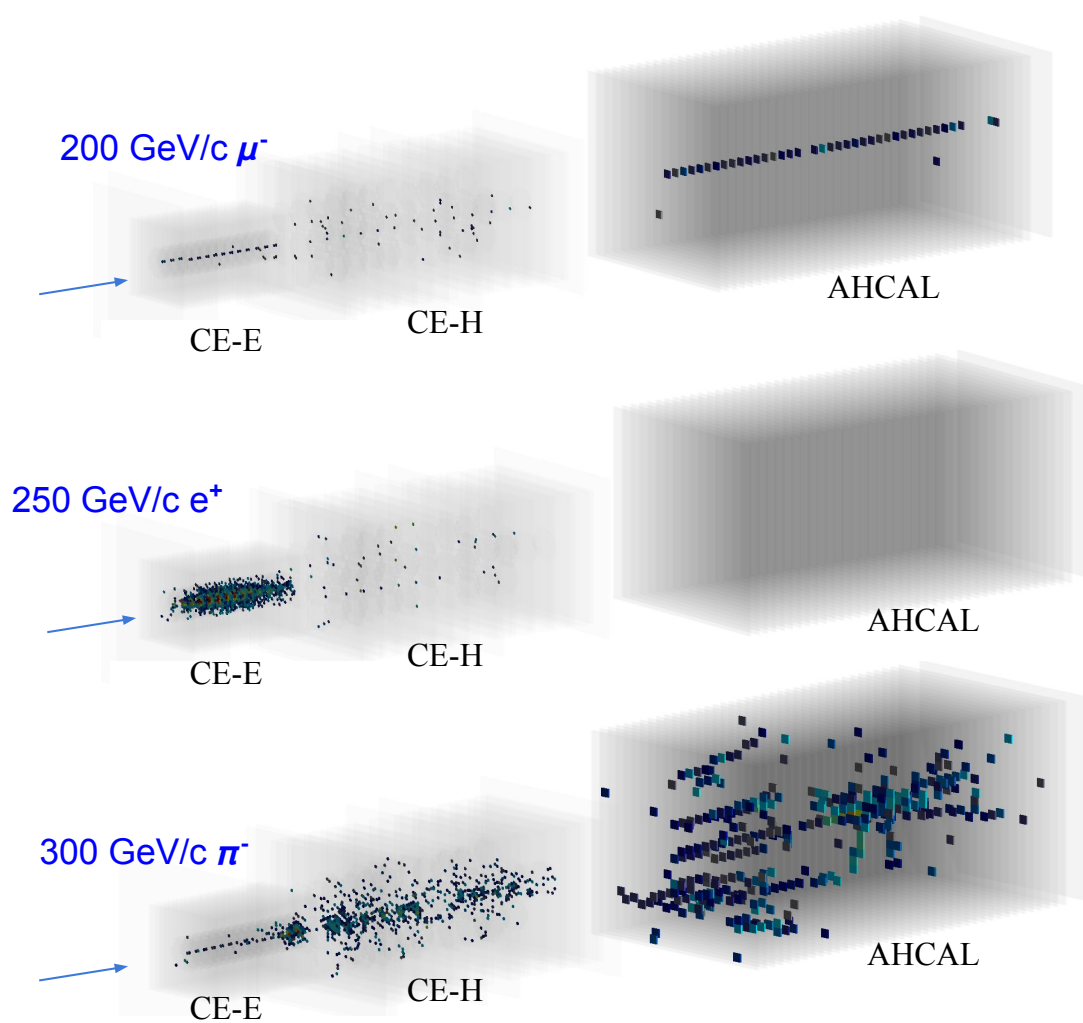 200 GeV/c μ⁻
CE-E
CE-H
AHCAL
250 GeV/c e⁺
CE-E
CE-H
AHCAL
300 GeV/c π⁻
CE-E
CE-H
AHCAL